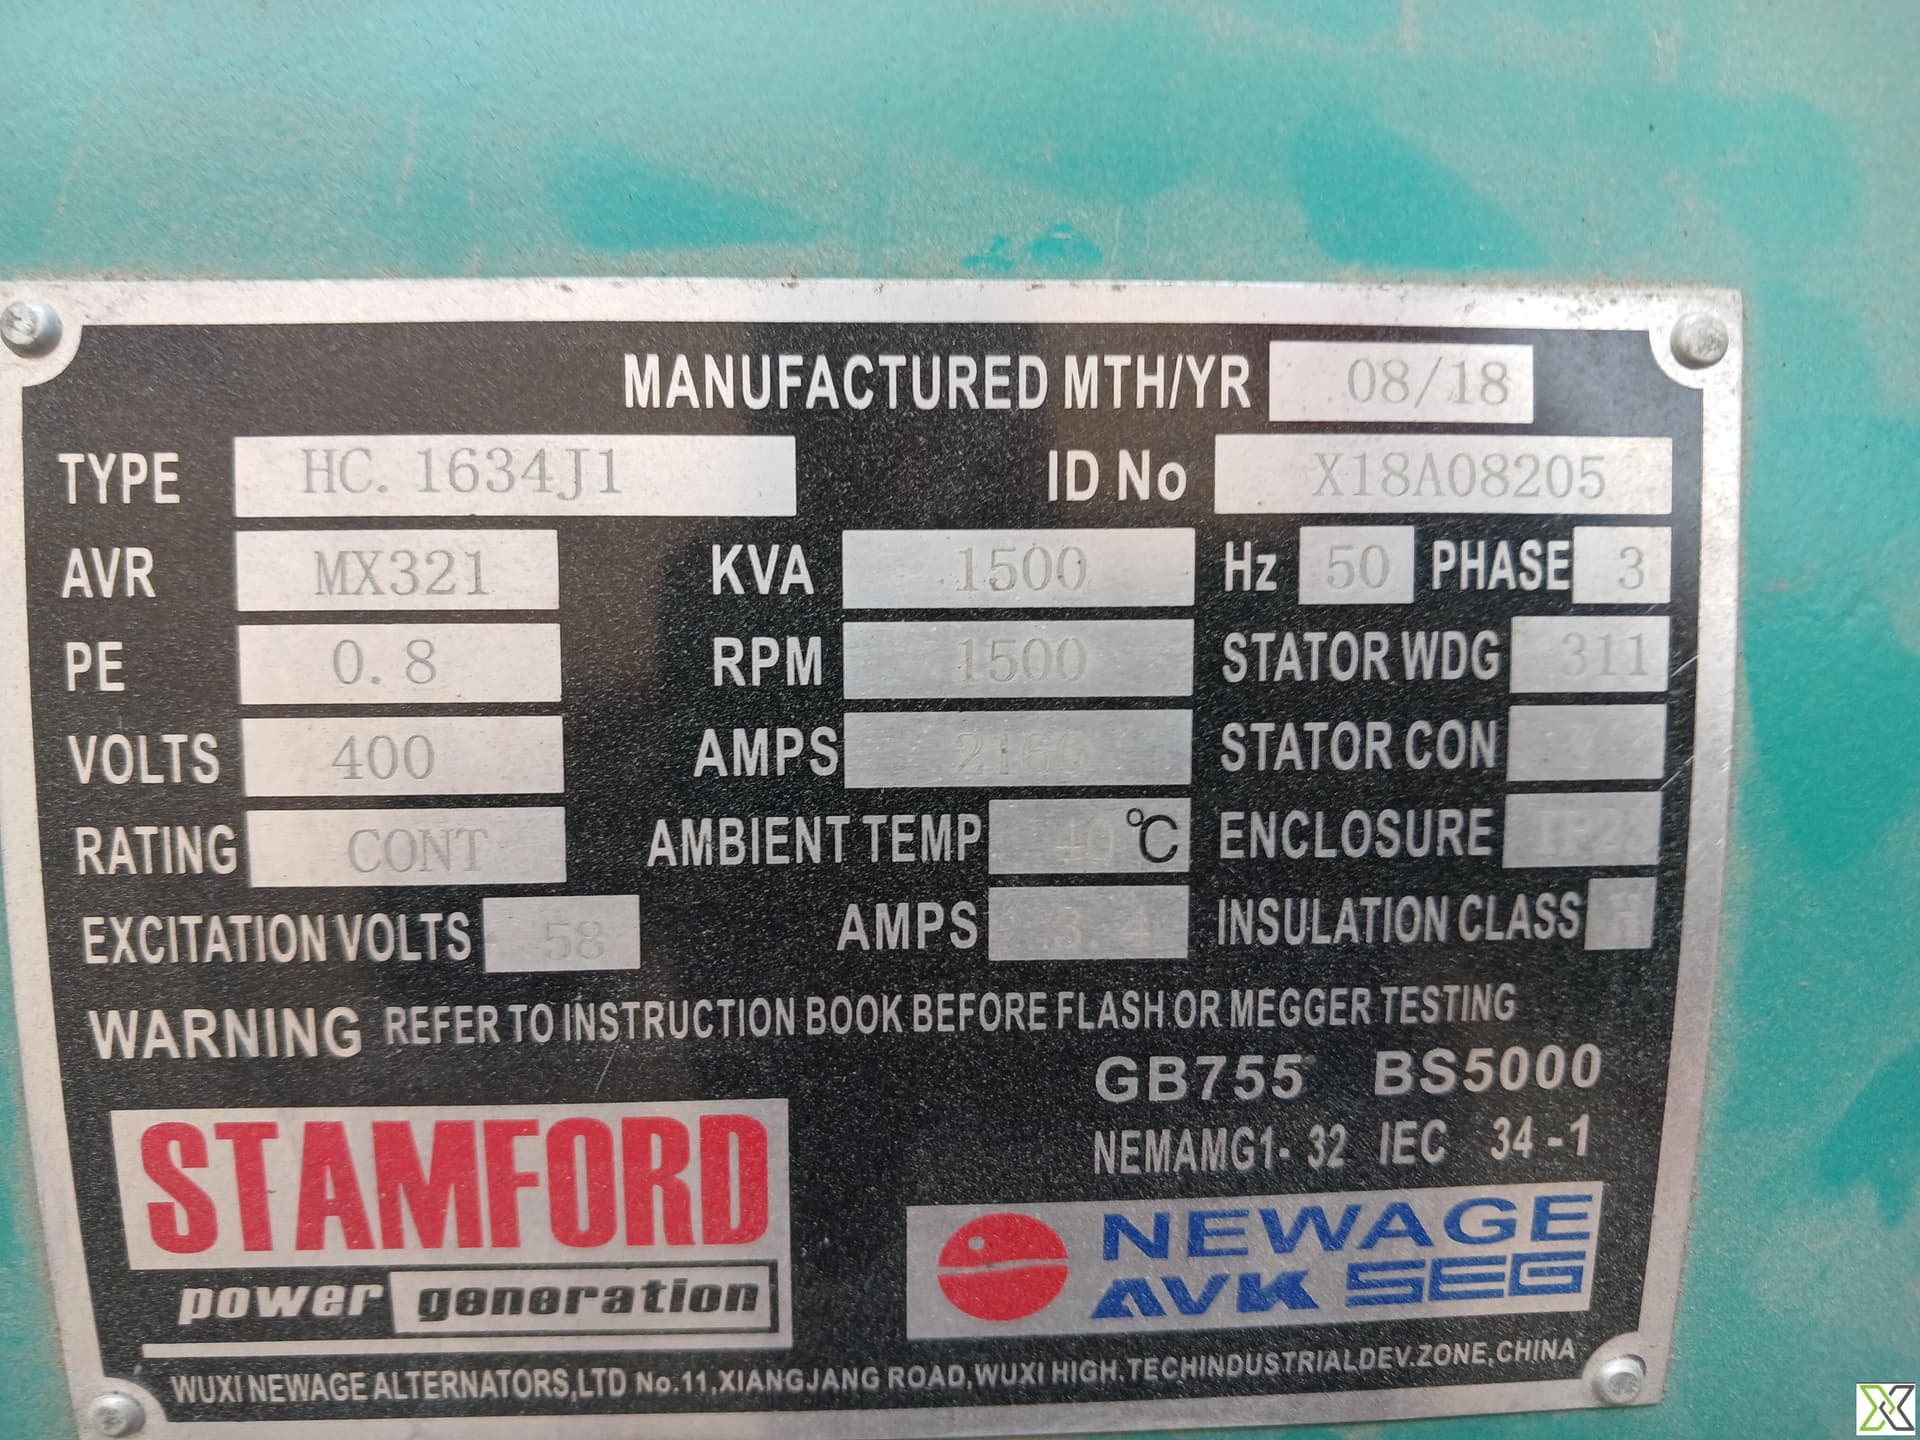 MANUFACTURED MTH/YR 08/18
TYPE HC. 1634J1 ID No X18A08205
AVR MX321 KVA 1500 Hz 50 PHASE 3
PE 0.8 RPM 1500 STATOR WDG 311
VOLTS 400 AMPS 2160 STATOR CON
RATING CONT AMBIENT TEMP 40 °C ENCLOSURE
EXCITATION VOLTS 58 AMPS 3.4 INSULATION CLASS H
WARNING REFER TO INSTRUCTION BOOK BEFORE FLASH OR MEGGER TESTING
GB755 BS5000
NEMAMG1- 32 IEC 34-1
STAMFORD
power generation
NEWAGE
AVK SEG
WUXI NEWAGE ALTERNATORS,LTD No.11,XIANGJANG ROAD,WUXI HIGH.TECHINDUSTRIALDEV.ZONE,CHINA